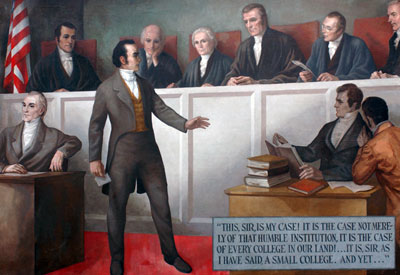 "THIS, SIR, IS MY CASE! IT IS THE CASE NOT MERE-
LY OF THAT HUMBLE INSTITUTION, IT IS THE CASE
OF EVERY COLLEGE IN OUR LAND!...IT IS, SIR, AS
I HAVE SAID, A SMALL COLLEGE. AND YET..."